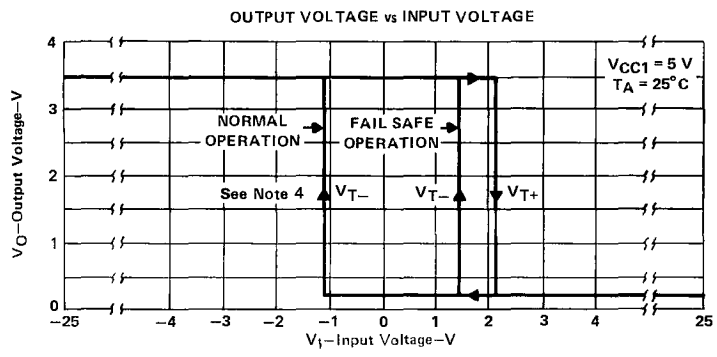 OUTPUT VOLTAGE vs INPUT VOLTAGE
4
3
2
1
0
VO–Output Voltage–V
VCC1 = 5 V
TA = 25°C
NORMAL OPERATION
FAIL SAFE OPERATION
See Note 4
VT–
VT–
VT+
–25 –4 –3 –2 –1 0 1 2 3 4 25
VI–Input Voltage–V